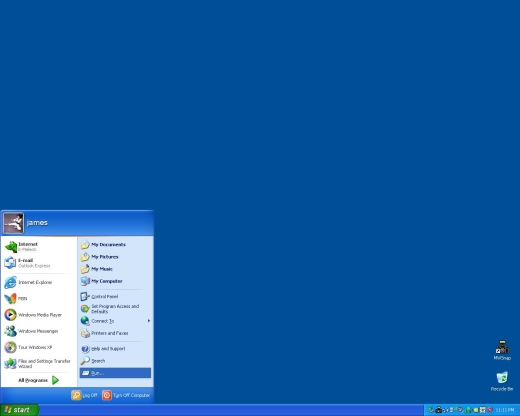 james
Internet
K-Meleon
E-mail
Outlook Express
Internet Explorer
MSN
Windows Media Player
Windows Messenger
Tour Windows XP
Files and Settings Transfer
Wizard
All Programs
My Documents
My Pictures
My Music
My Computer
Control Panel
Set Program Access and
Defaults
Connect To
Printers and Faxes
Help and Support
Search
Run...
Log Off
Turn Off Computer
MWSnap
Recycle Bin
start
11:11 PM